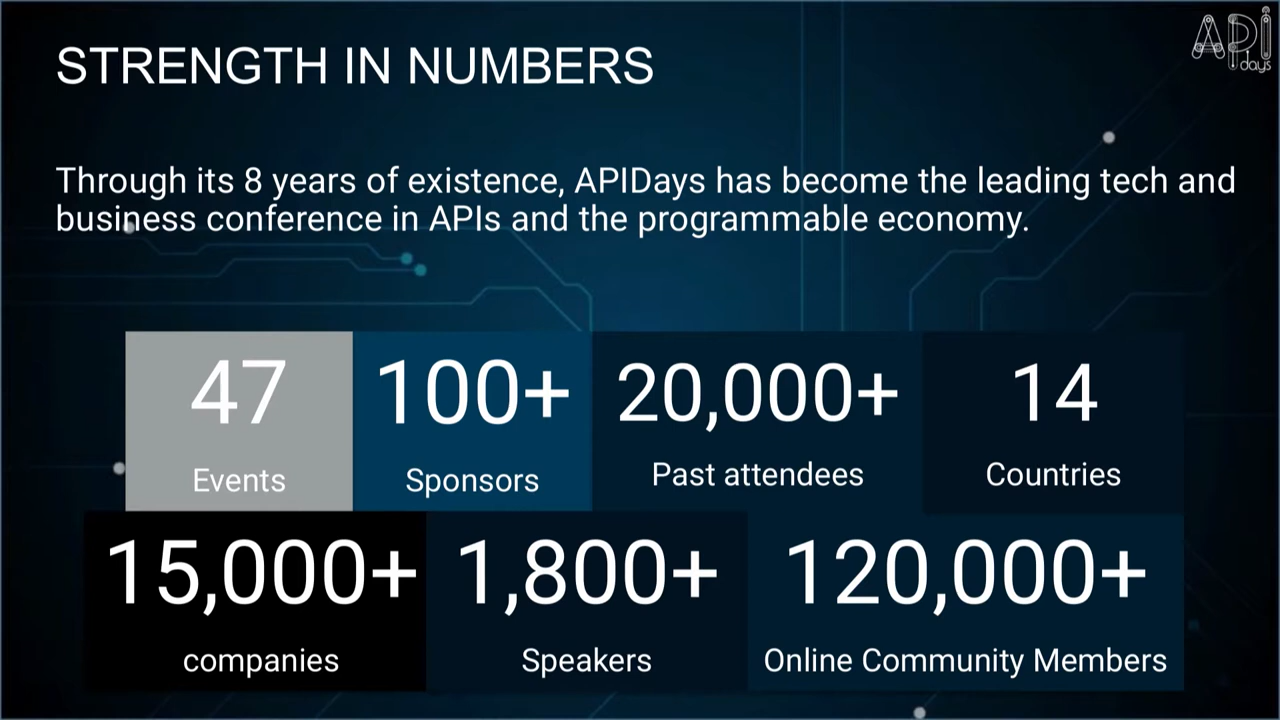 API
days
STRENGTH IN NUMBERS
Through its 8 years of existence, APIDays has become the leading tech and
business conference in APIs and the programmable economy.
47
Events
100+
Sponsors
20,000+
Past attendees
14
Countries
15,000+
companies
1,800+
Speakers
120,000+
Online Community Members